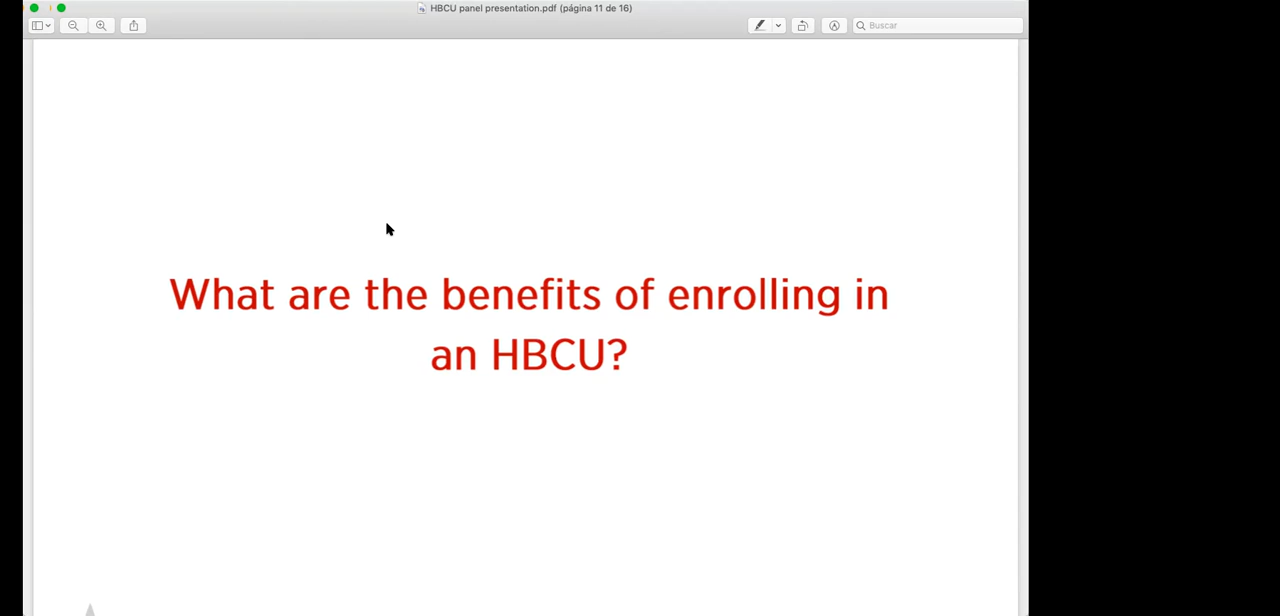 HBCU panel presentation.pdf (página 11 de 16)
Buscar
What are the benefits of enrolling in
an HBCU?